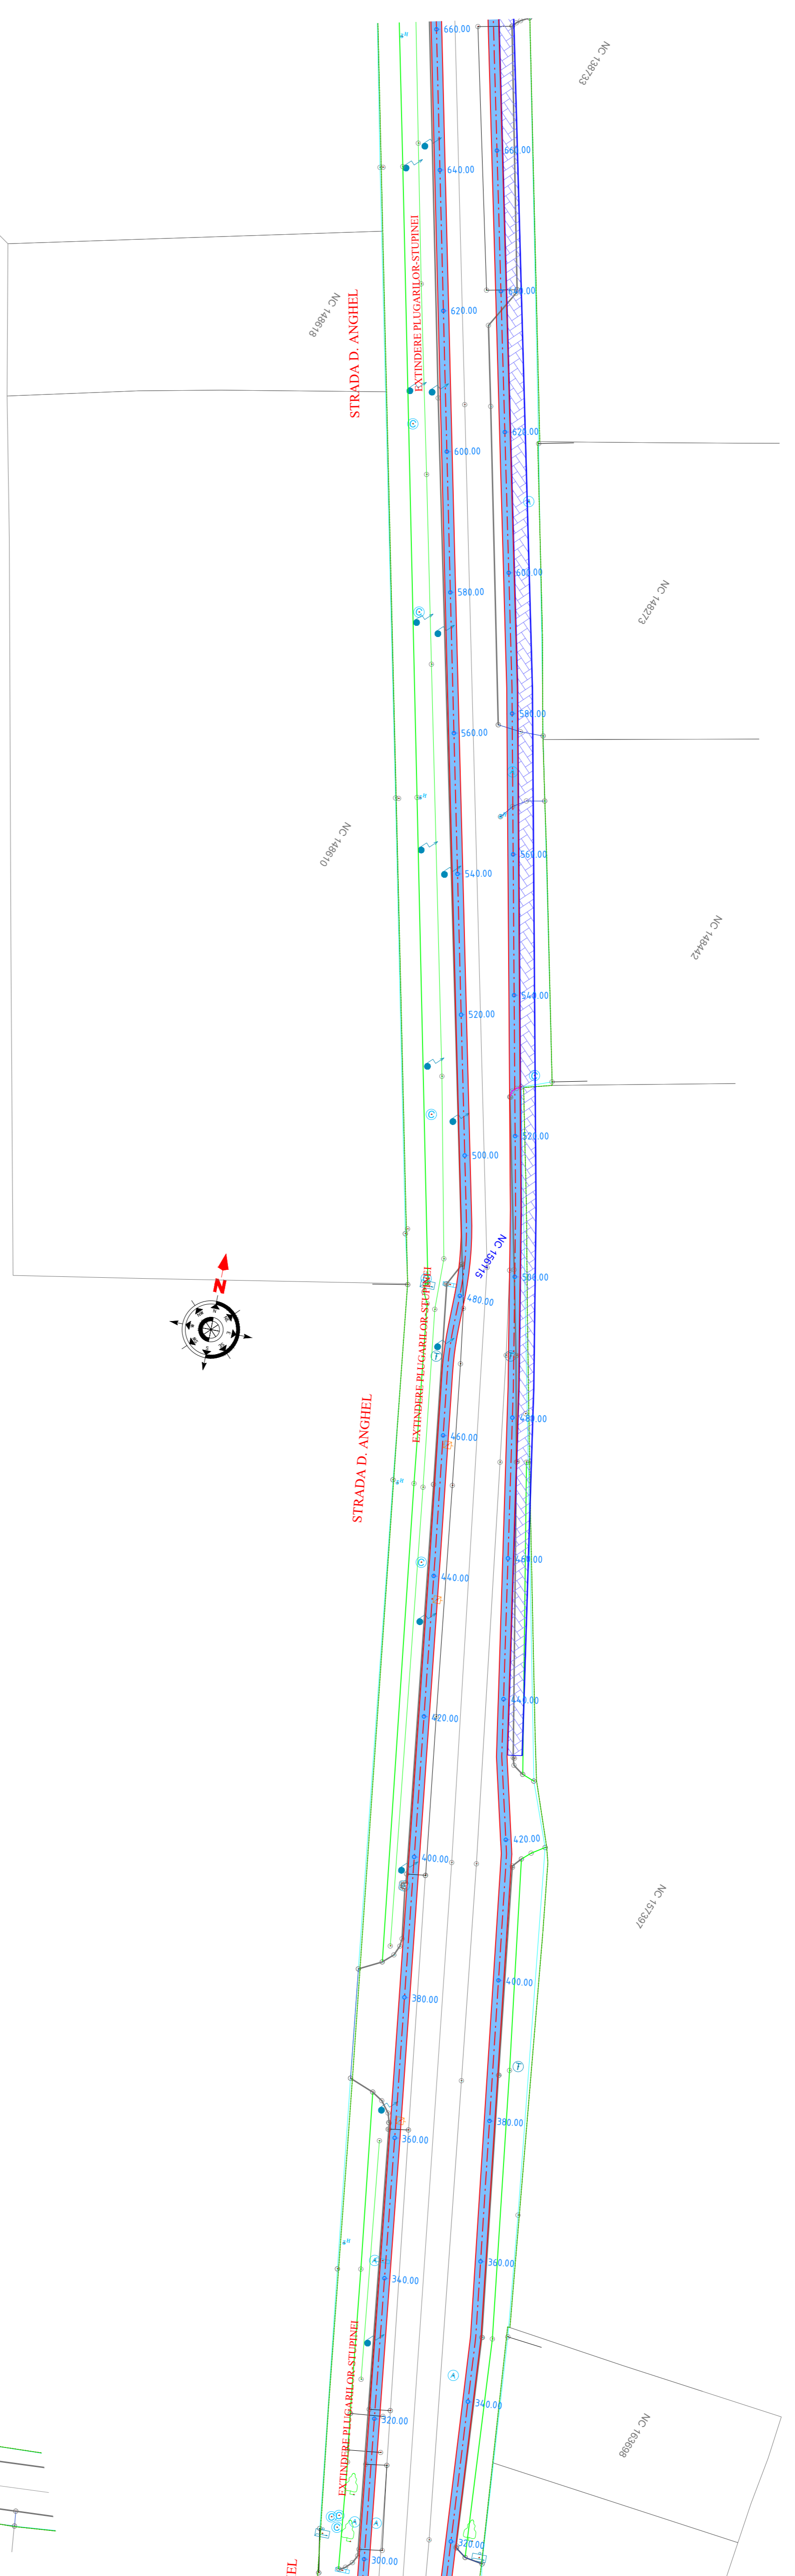 660.00
NC 138733
660.00
640.00
EXTINDERE PLUGARILOR-STUPINEI
NC 148618
STRADA D. ANGHEL
640.00
620.00
620.00
600.00
600.00
580.00
NC 148273
580.00
560.00
NC 148610
560.00
540.00
NC 148442
540.00
520.00
520.00
500.00
NC 156115
500.00
480.00
N
EXTINDERE PLUGARILOR-STUPINEI
STRADA D. ANGHEL
480.00
460.00
460.00
440.00
440.00
420.00
420.00
400.00
NC 157397
400.00
380.00
380.00
360.00
360.00
340.00
EXTINDERE PLUGARILOR-STUPINEI
340.00
320.00
NC 163698
320.00
300.00
EL